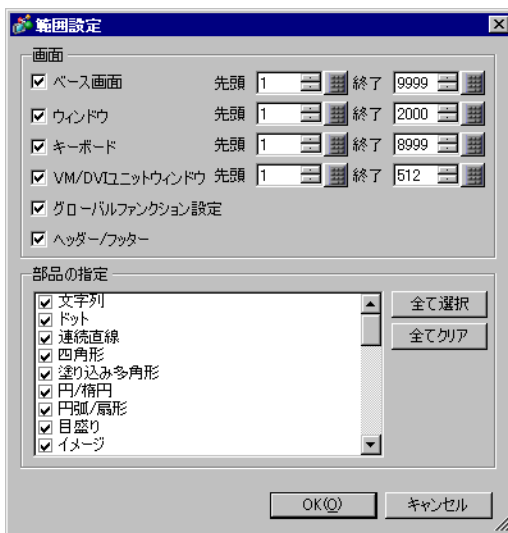 範囲設定
画面
ベース画面 先頭 1 終了 9999
ウィンドウ 先頭 1 終了 2000
キーボード 先頭 1 終了 8999
VM/DVIユニットウィンドウ 先頭 1 終了 512
グローバルファンクション設定
ヘッダー/フッター
部品の指定
文字列
ドット
連続直線
四角形
塗り込み多角形
円/楕円
円弧/扇形
目盛り
イメージ
全て選択
全てクリア
OK(O) キャンセル